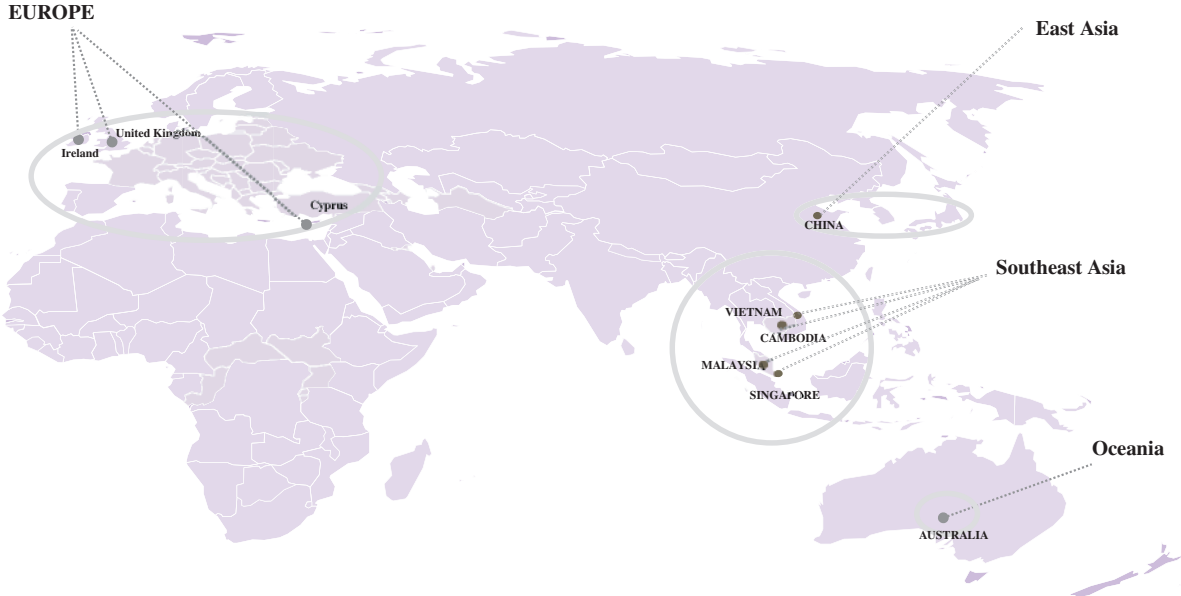 EUROPE
East Asia
United Kingdom
Ireland
Cyprus
CHINA
Southeast Asia
VIETNAM
CAMBODIA
MALAYSIA
SINGAPORE
Oceania
AUSTRALIA